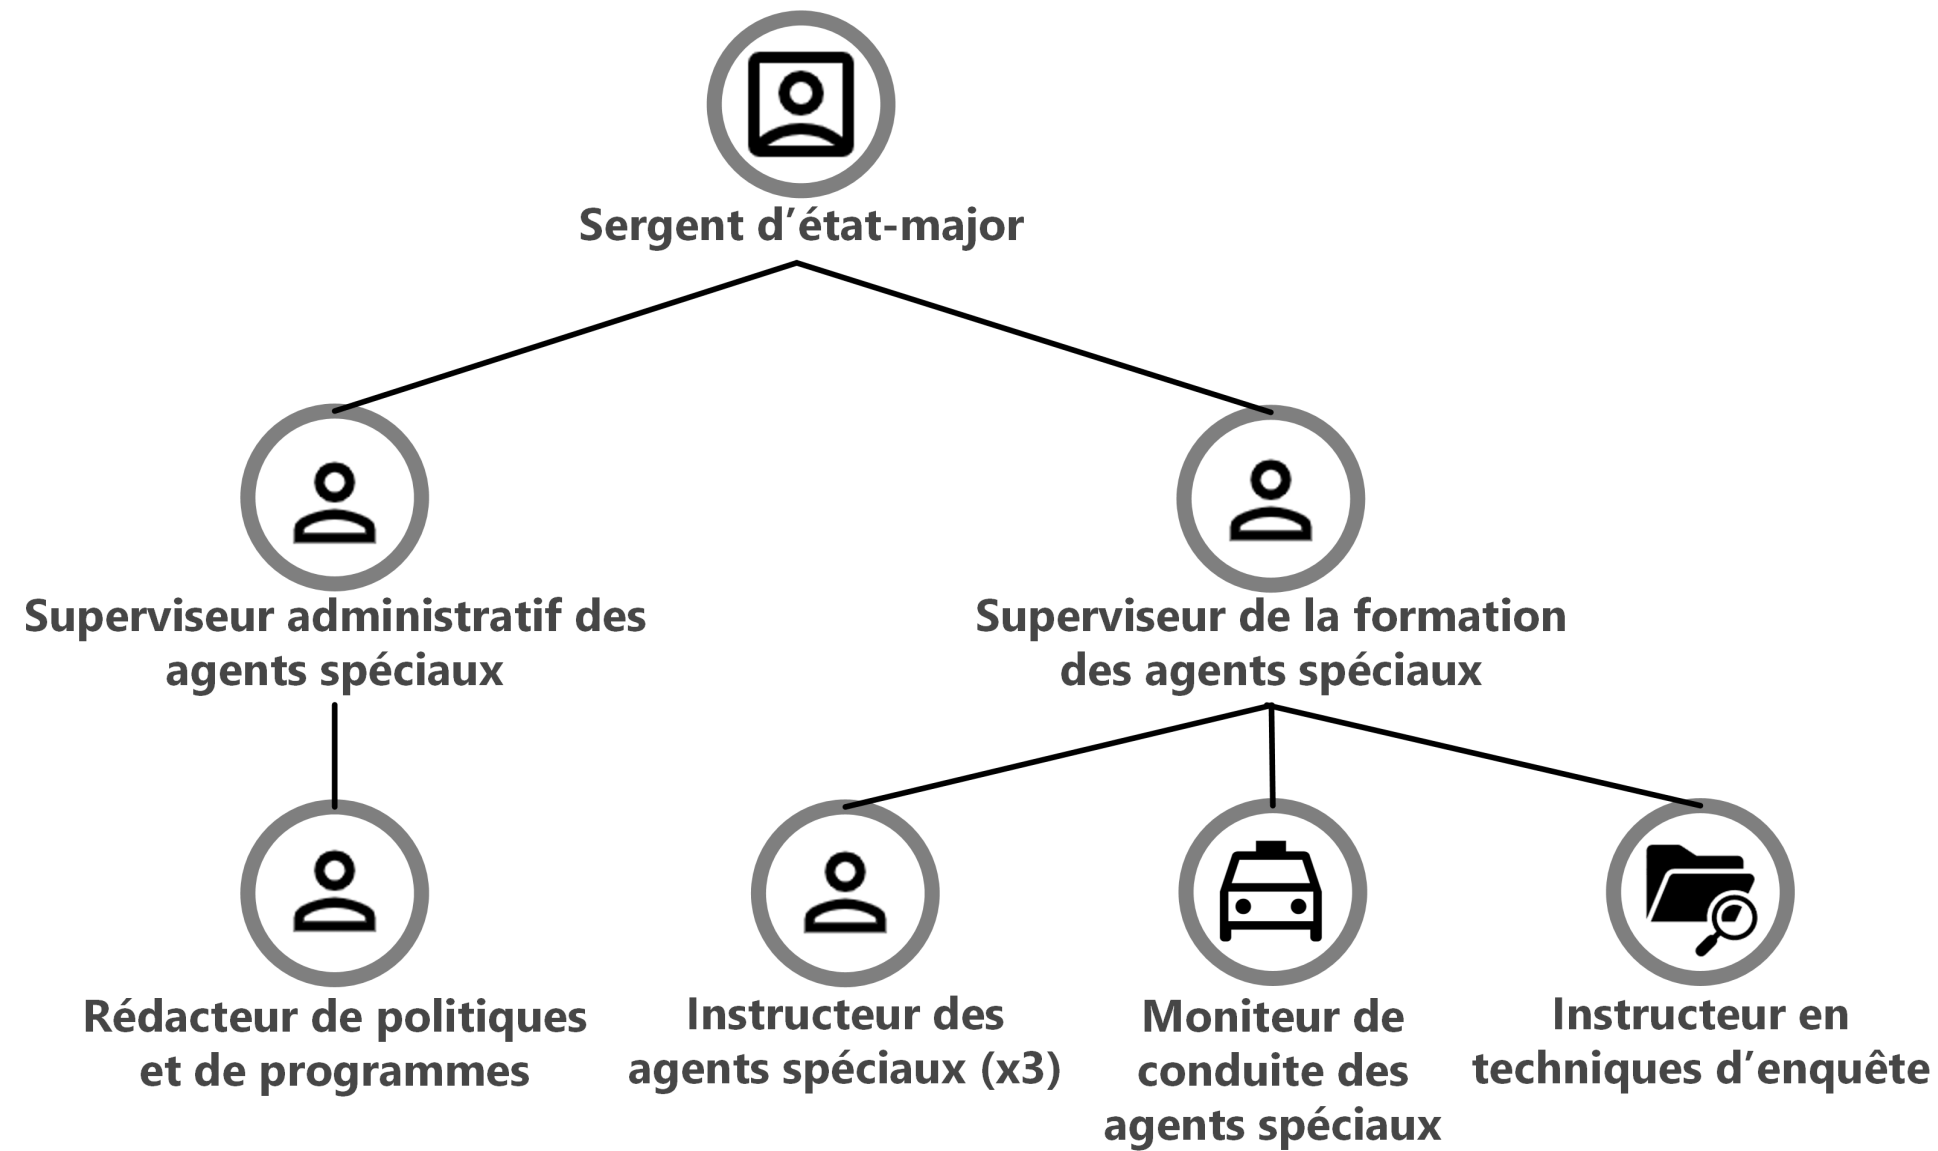 Sergent d’état-major
Superviseur administratif des
agents spéciaux
Superviseur de la formation
des agents spéciaux
Rédacteur de politiques
et de programmes
Instructeur des
agents spéciaux (x3)
Moniteur de
conduite des
agents spéciaux
Instructeur en
techniques d’enquête